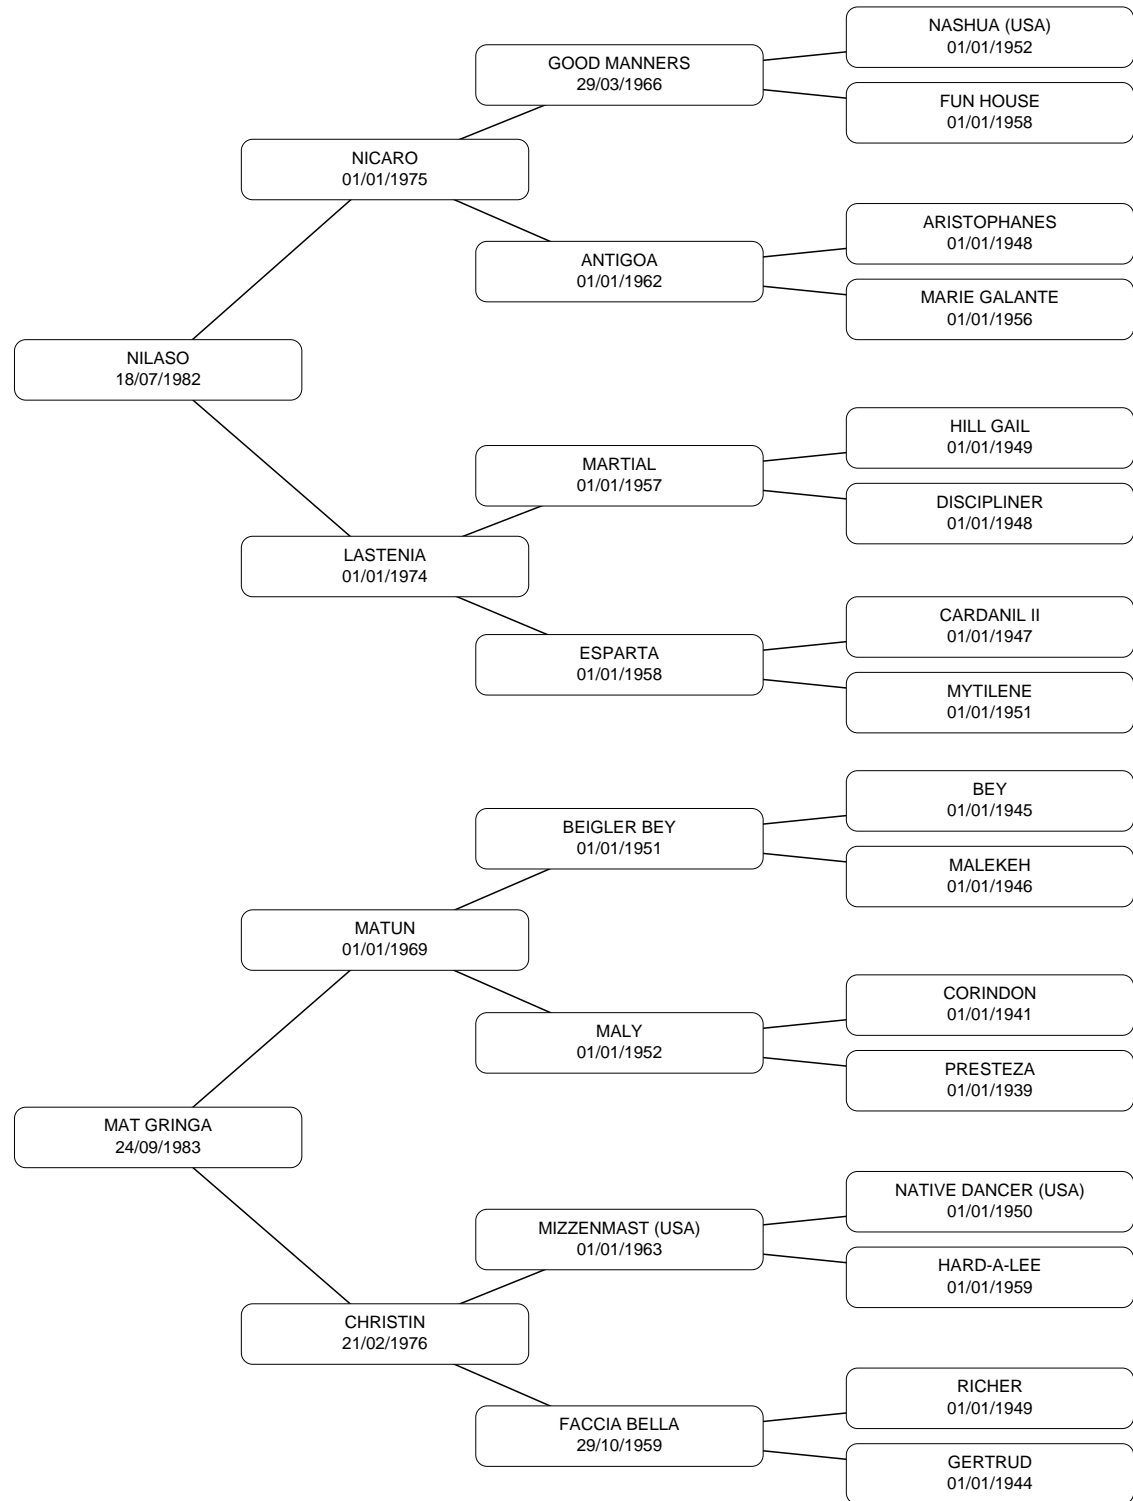 NASHUA (USA)
01/01/1952
GOOD MANNERS
29/03/1966
FUN HOUSE
01/01/1958
NICARO
01/01/1975
ARISTOPHANES
01/01/1948
ANTIGOA
01/01/1962
MARIE GALANTE
01/01/1956
NILASO
18/07/1982
HILL GAIL
01/01/1949
MARTIAL
01/01/1957
DISCIPLINER
01/01/1948
LASTENIA
01/01/1974
CARDANIL II
01/01/1947
ESPARTA
01/01/1958
MYTILENE
01/01/1951
BEY
01/01/1945
BEIGLER BEY
01/01/1951
MALEKEH
01/01/1946
MATUN
01/01/1969
CORINDON
01/01/1941
MALY
01/01/1952
PRESTEZA
01/01/1939
MAT GRINGA
24/09/1983
NATIVE DANCER (USA)
01/01/1950
MIZZENMAST (USA)
01/01/1963
HARD-A-LEE
01/01/1959
CHRISTIN
21/02/1976
RICHER
01/01/1949
FACCIA BELLA
29/10/1959
GERTRUD
01/01/1944